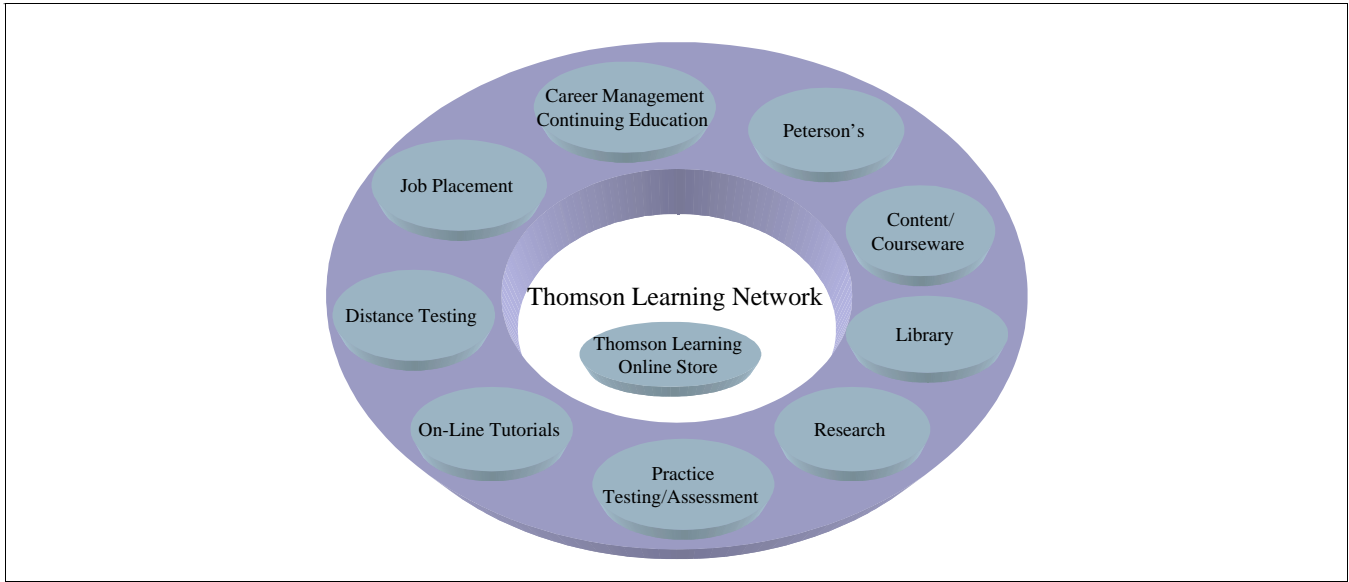 Career Management
Continuing Education
Peterson’s
Job Placement
Content/
Courseware
Thomson Learning Network
Distance Testing
Library
Thomson Learning
Online Store
On-Line Tutorials
Research
Practice
Testing/Assessment